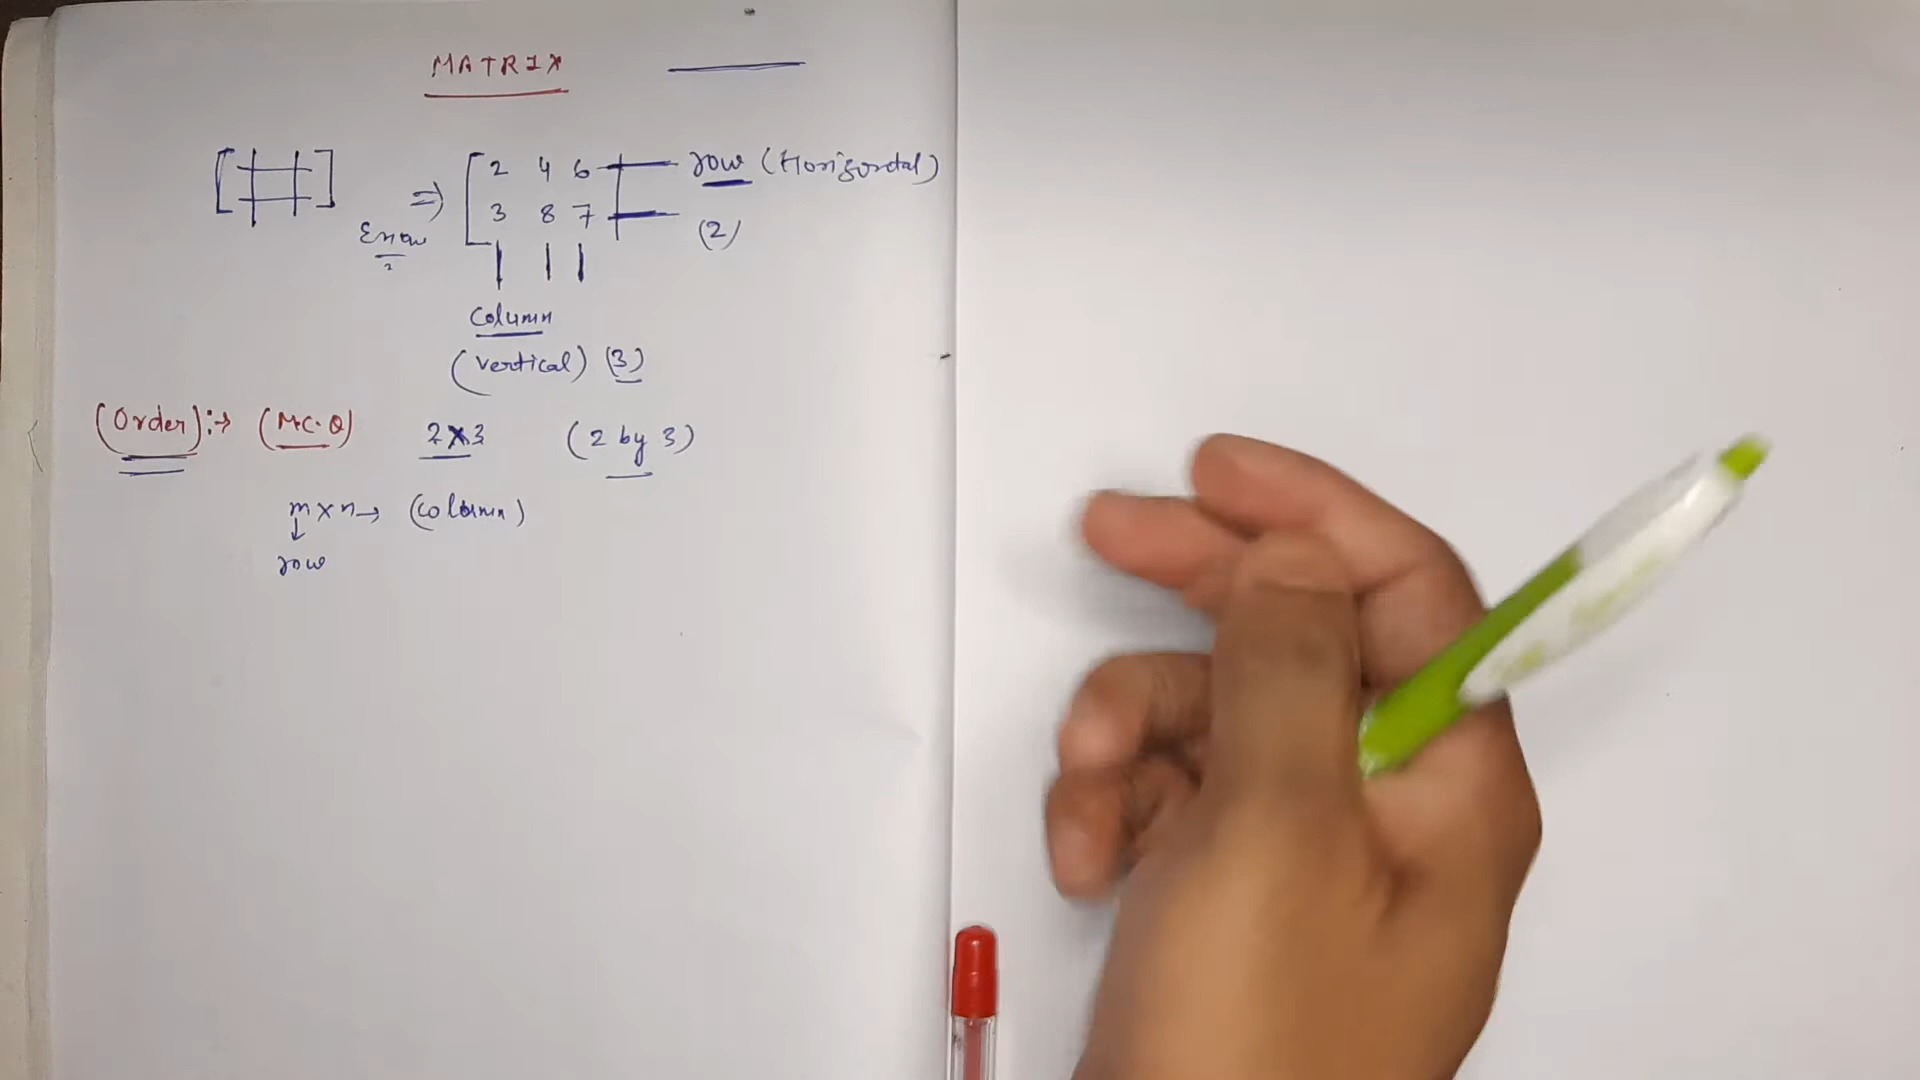 MATRIX
⇒ [ 2 4 6 row (Horizontal)
3 8 7 (2)
Column
(vertical) (3)
(Order):→ (M.C.Q) 2×3 (2 by 3)
m×n→ (column)
↓
row